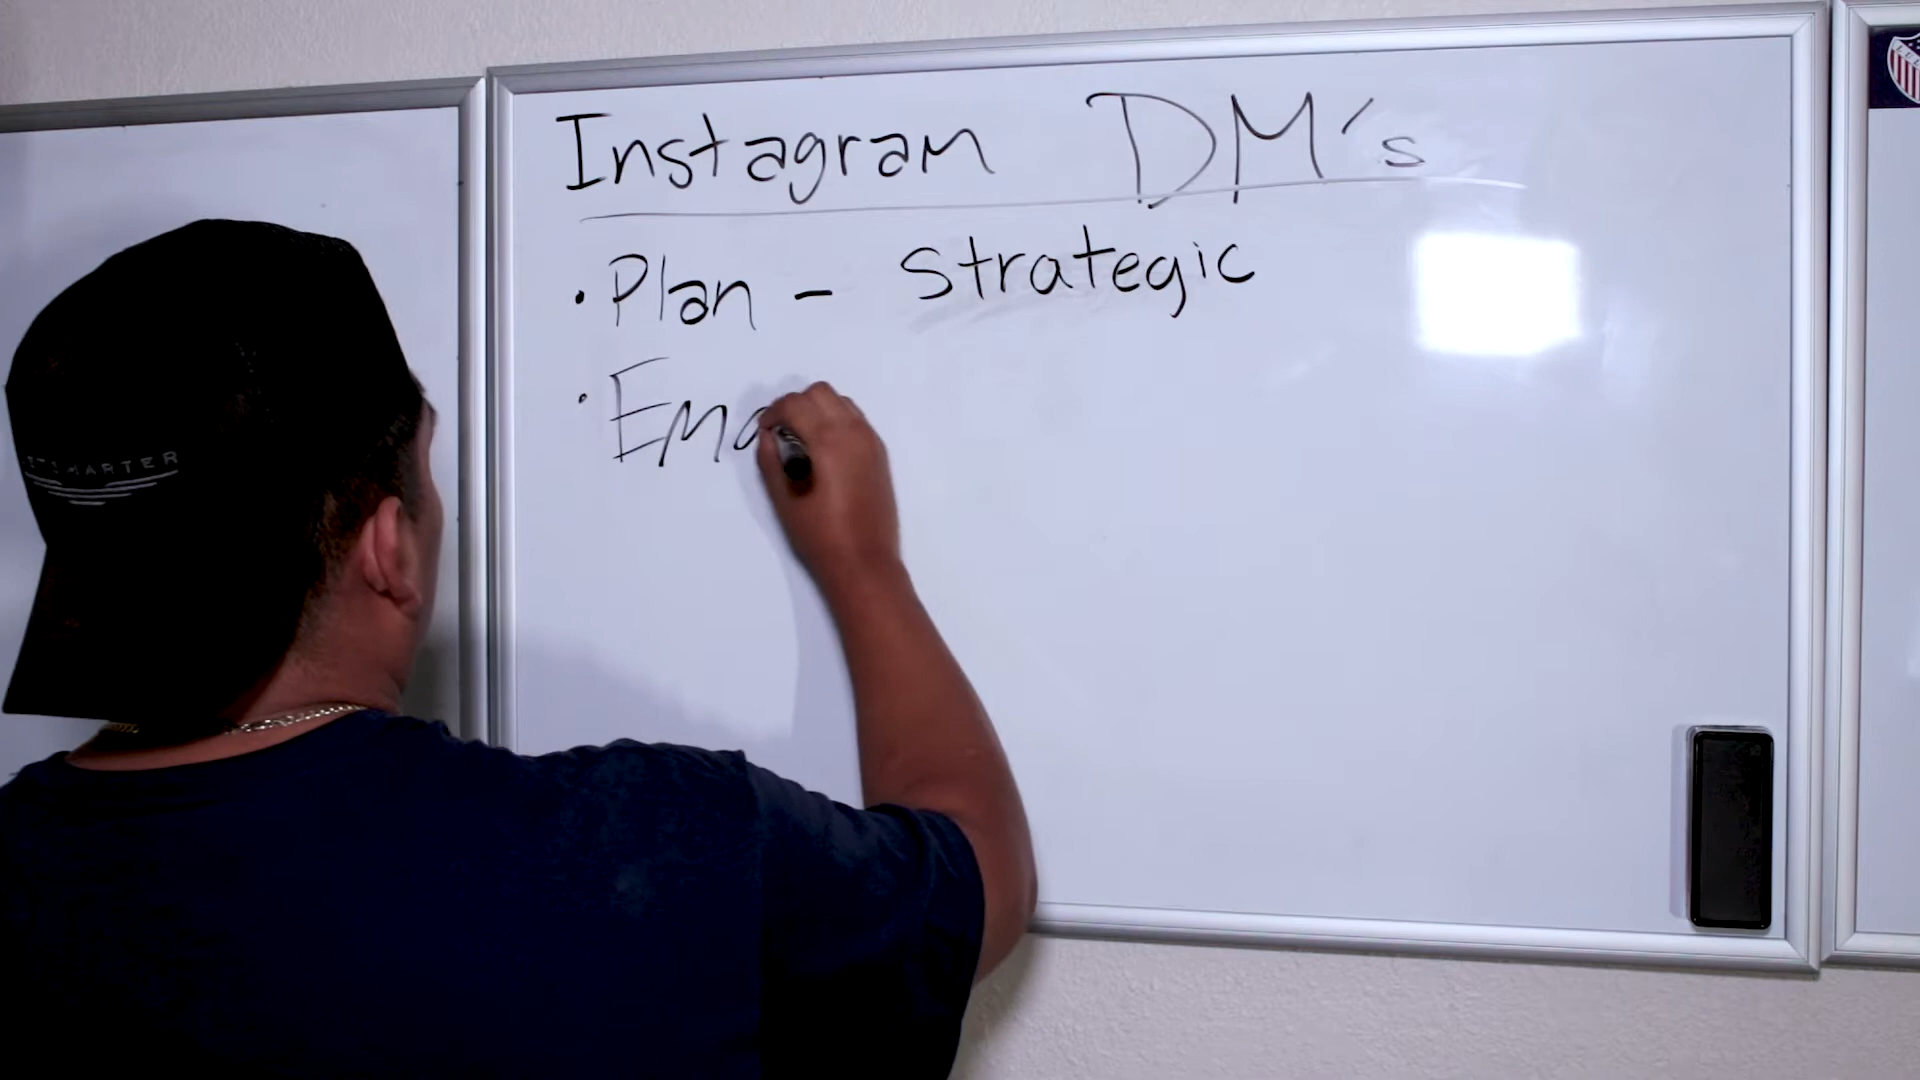 Instagram DM's
• Plan - Strategic
• Ema